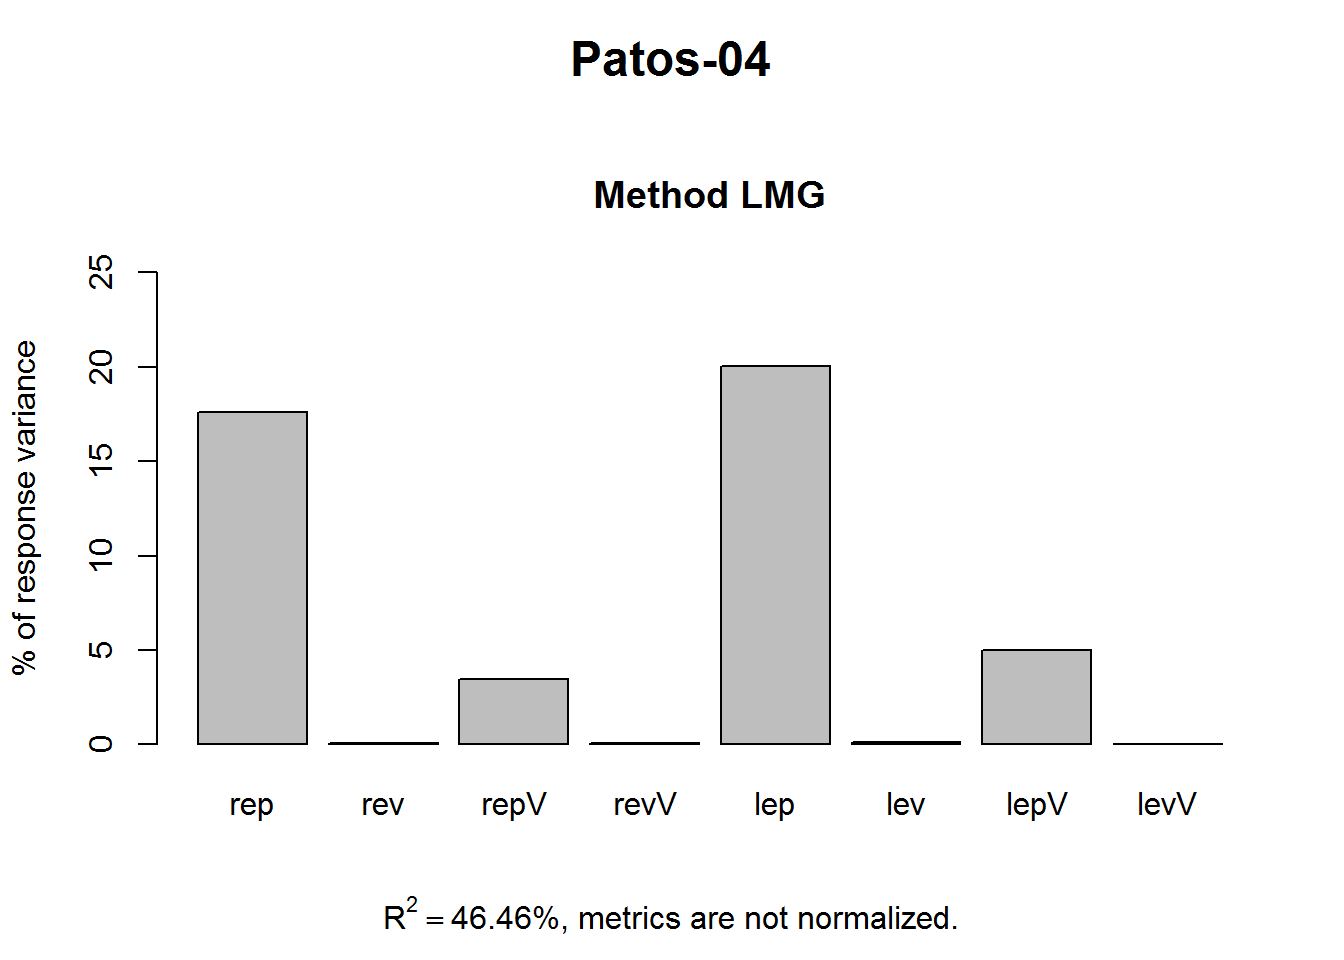 Patos-04
Method LMG
% of response variance
25
20
15
10
5
0
rep rev repV revV lep lev lepV levV
R² = 46.46%, metrics are not normalized.